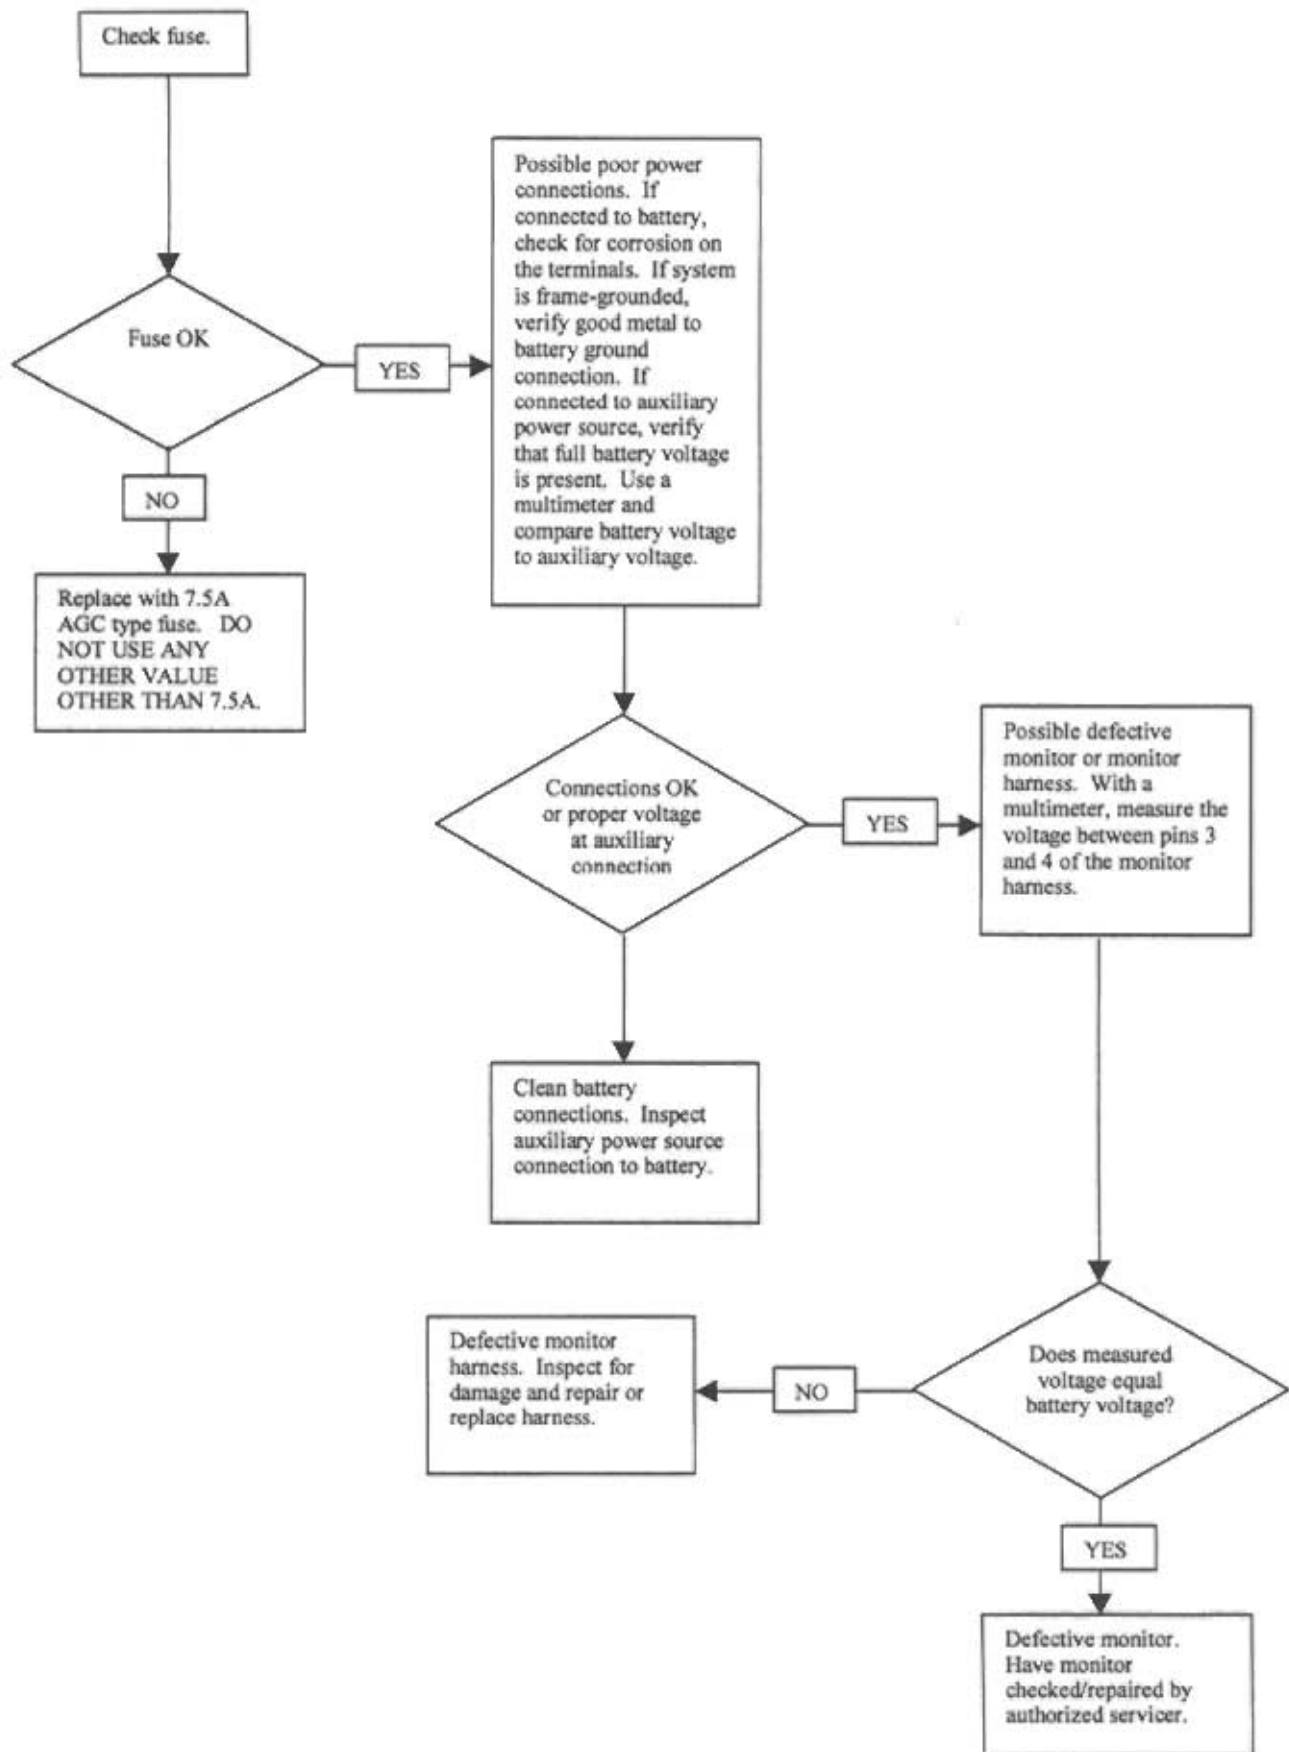 Check fuse.
Fuse OK
YES
NO
Replace with 7.5A
AGC type fuse. DO
NOT USE ANY
OTHER VALUE
OTHER THAN 7.5A.
Possible poor power
connections. If
connected to battery,
check for corrosion on
the terminals. If system
is frame-grounded,
verify good metal to
battery ground
connection. If
connected to auxiliary
power source, verify
that full battery voltage
is present. Use a
multimeter and
compare battery voltage
to auxiliary voltage.
Connections OK
or proper voltage
at auxiliary
connection
YES
Possible defective
monitor or monitor
harness. With a
multimeter, measure the
voltage between pins 3
and 4 of the monitor
harness.
Clean battery
connections. Inspect
auxiliary power source
connection to battery.
Does measured
voltage equal
battery voltage?
NO
Defective monitor
harness. Inspect for
damage and repair or
replace harness.
YES
Defective monitor.
Have monitor
checked/repaired by
authorized servicer.